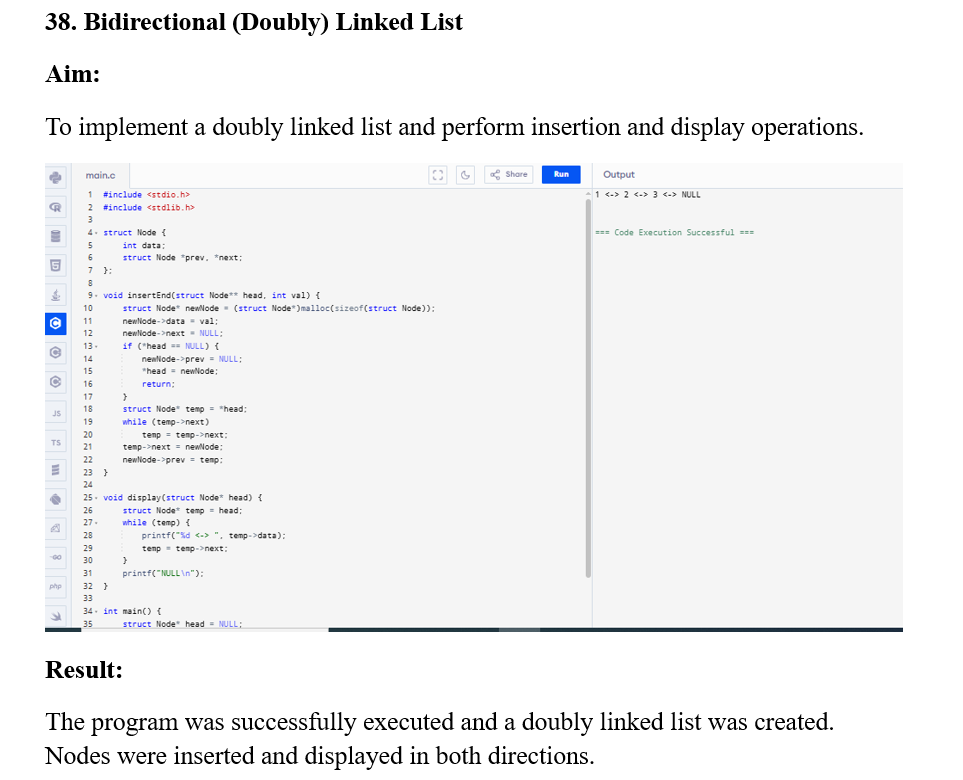 38. Bidirectional (Doubly) Linked List
Aim:
To implement a doubly linked list and perform insertion and display operations.
main.c
Share
Run
Output
1 #include <stdio.h>
2 #include <stdlib.h>
3
4 struct Node {
5 int data;
6 struct Node *prev, *next;
7 };
8
9 void insertEnd(struct Node** head, int val) {
10 struct Node* newNode = (struct Node*)malloc(sizeof(struct Node));
11 newNode->data = val;
12 newNode->next = NULL;
13 if (*head == NULL) {
14 newNode->prev = NULL;
15 *head = newNode;
16 return;
17 }
18 struct Node* temp = *head;
19 while (temp->next)
20 temp = temp->next;
21 temp->next = newNode;
22 newNode->prev = temp;
23 }
24
25 void display(struct Node* head) {
26 struct Node* temp = head;
27 while (temp) {
28 printf("%d <-> ", temp->data);
29 temp = temp->next;
30 }
31 printf("NULL\n");
32 }
33
34 int main() {
35 struct Node* head = NULL;
1 <-> 2 <-> 3 <-> NULL
=== Code Execution Successful ===
JS
TS
GO
php
Result:
The program was successfully executed and a doubly linked list was created.
Nodes were inserted and displayed in both directions.